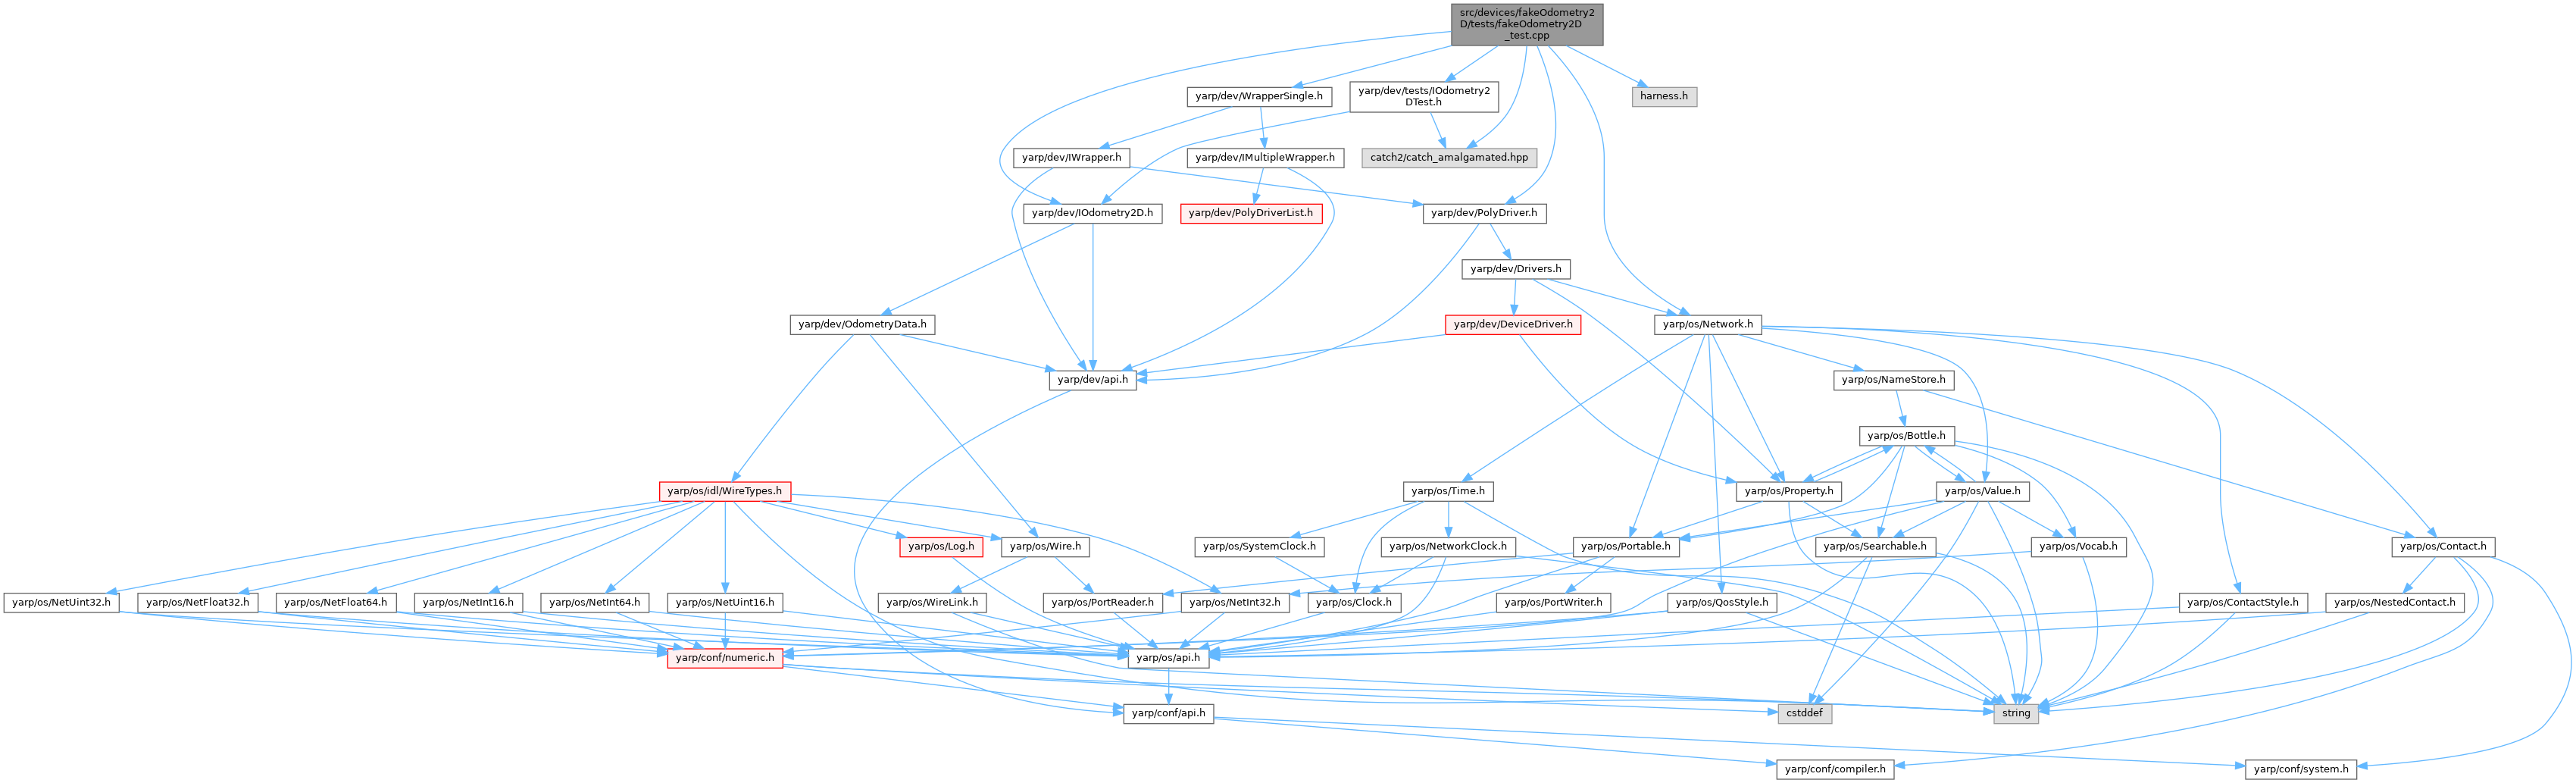 src/devices/fakeOdometry2
D/tests/fakeOdometry2D
_test.cpp
yarp/dev/WrapperSingle.h
yarp/dev/tests/IOdometry2
DTest.h
harness.h
yarp/dev/IWrapper.h
yarp/dev/IMultipleWrapper.h
catch2/catch_amalgamated.hpp
yarp/dev/IOdometry2D.h
yarp/dev/PolyDriverList.h
yarp/dev/PolyDriver.h
yarp/dev/Drivers.h
yarp/dev/OdometryData.h
yarp/dev/DeviceDriver.h
yarp/os/Network.h
yarp/dev/api.h
yarp/os/NameStore.h
yarp/os/Bottle.h
yarp/os/idl/WireTypes.h
yarp/os/Time.h
yarp/os/Property.h
yarp/os/Value.h
yarp/os/Log.h
yarp/os/Wire.h
yarp/os/SystemClock.h
yarp/os/NetworkClock.h
yarp/os/Portable.h
yarp/os/Searchable.h
yarp/os/Vocab.h
yarp/os/Contact.h
yarp/os/NetUint32.h
yarp/os/NetFloat32.h
yarp/os/NetFloat64.h
yarp/os/NetInt16.h
yarp/os/NetInt64.h
yarp/os/NetUint16.h
yarp/os/WireLink.h
yarp/os/PortReader.h
yarp/os/NetInt32.h
yarp/os/Clock.h
yarp/os/PortWriter.h
yarp/os/QosStyle.h
yarp/os/ContactStyle.h
yarp/os/NestedContact.h
yarp/conf/numeric.h
yarp/os/api.h
yarp/conf/api.h
cstddef
string
yarp/conf/compiler.h
yarp/conf/system.h